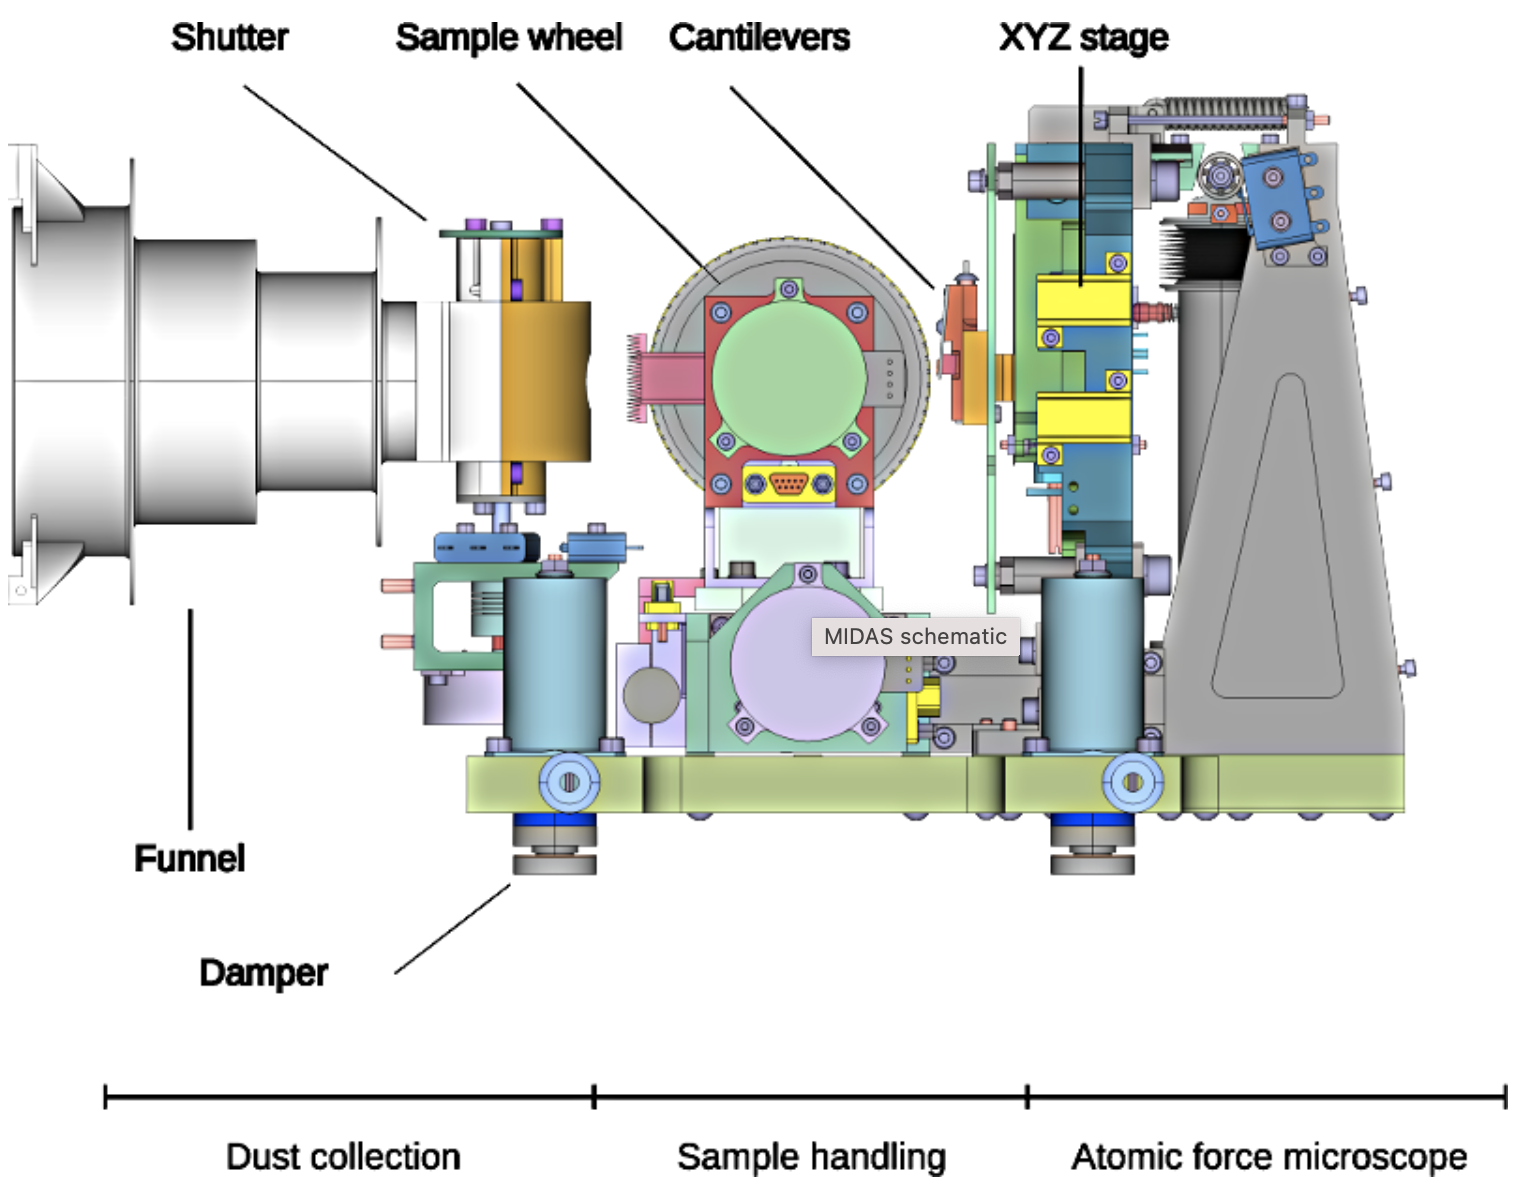 Shutter
Sample wheel
Cantilevers
XYZ stage
MIDAS schematic
Funnel
Damper
Dust collection
Sample handling
Atomic force microscope